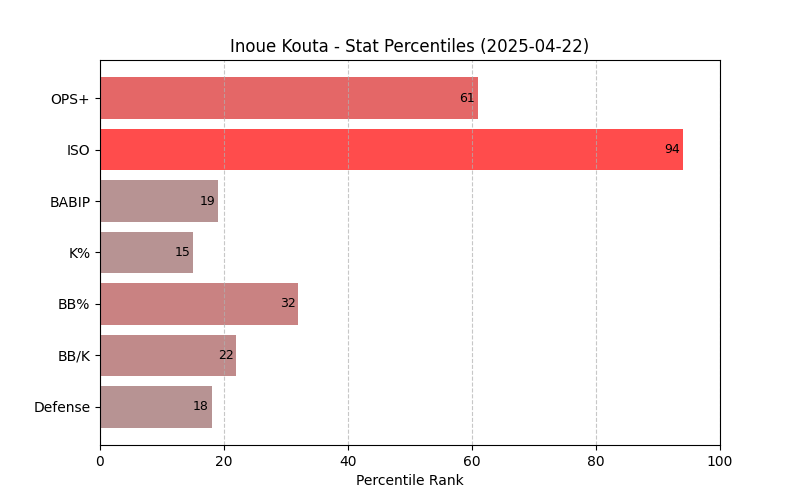 Inoue Kouta - Stat Percentiles (2025-04-22)
OPS+ 61
ISO 94
BABIP 19
K% 15
BB% 32
BB/K 22
Defense 18
0 20 40 60 80 100
Percentile Rank